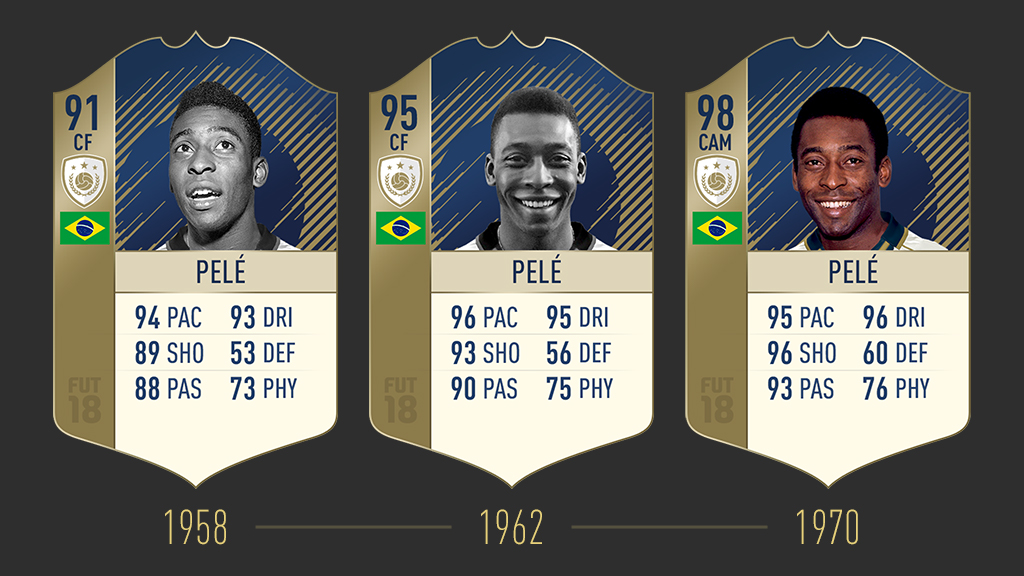 91
CF
PELÉ
94 PAC 93 DRI
89 SHO 53 DEF
88 PAS 73 PHY
FUT
18
95
CF
PELÉ
96 PAC 95 DRI
93 SHO 56 DEF
90 PAS 75 PHY
FUT
18
98
CAM
PELÉ
95 PAC 96 DRI
96 SHO 60 DEF
93 PAS 76 PHY
FUT
18
1958
1962
1970